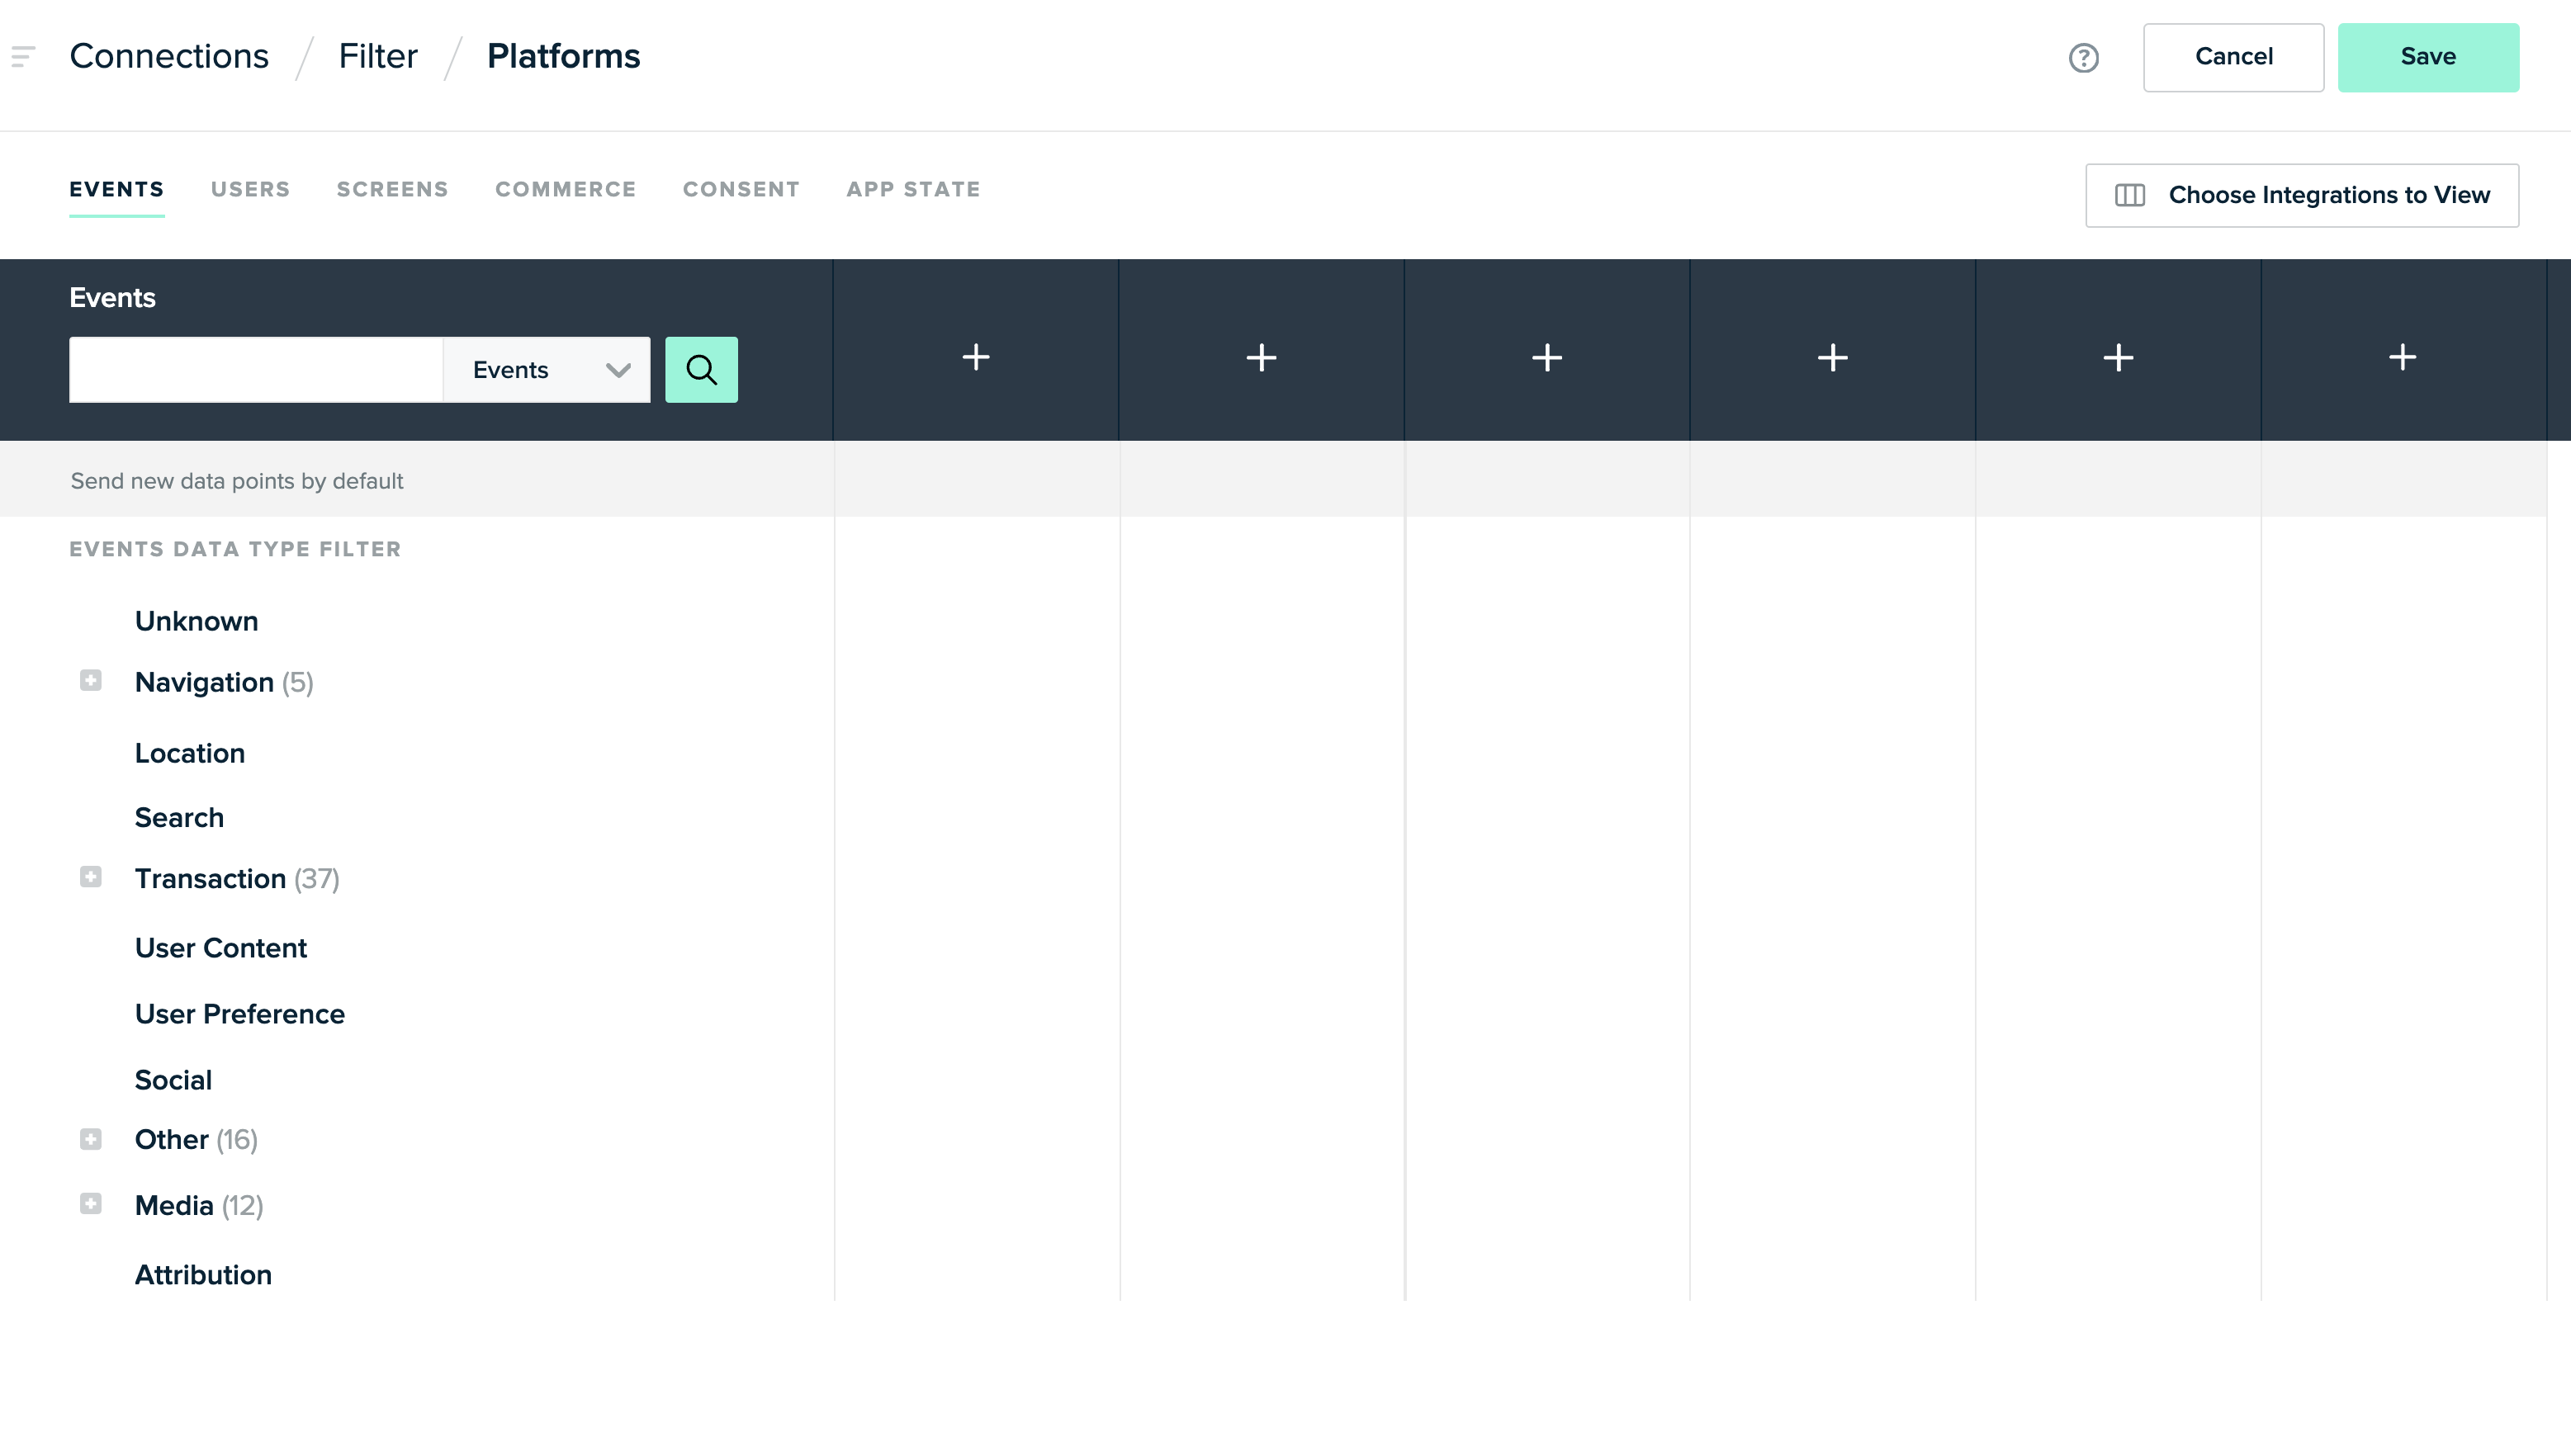 Connections / Filter / Platforms
Cancel
Save
EVENTS USERS SCREENS COMMERCE CONSENT APP STATE
Choose Integrations to View
Events
Events
Send new data points by default
EVENTS DATA TYPE FILTER
Unknown
Navigation (5)
Location
Search
Transaction (37)
User Content
User Preference
Social
Other (16)
Media (12)
Attribution